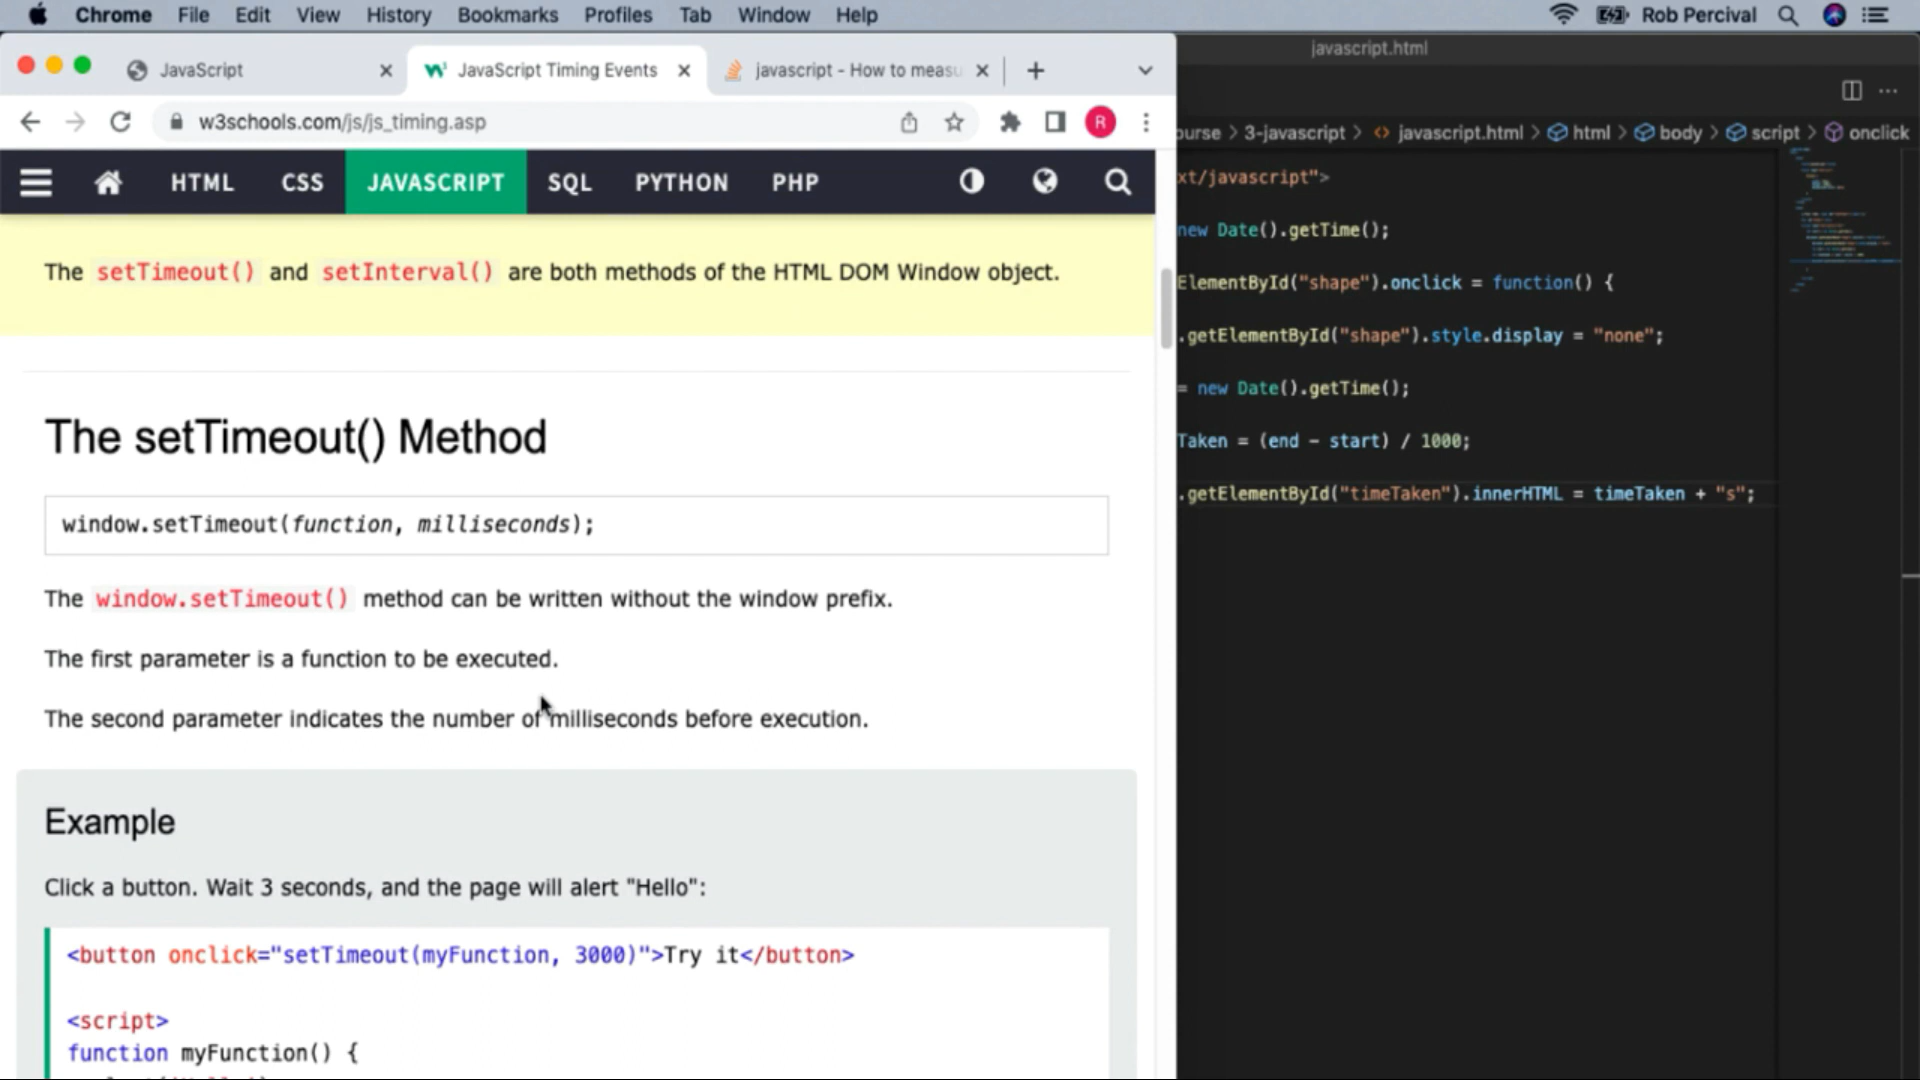 Chrome File Edit View History Bookmarks Profiles Tab Window Help Rob Percival
JavaScript JavaScript Timing Events javascript - How to measu
javascript.html
w3schools.com/js/js_timing.asp R
ourse > 3-javascript > javascript.html > html > body > script > onclick
HTML CSS JAVASCRIPT SQL PYTHON PHP
The setTimeout() and setInterval() are both methods of the HTML DOM Window object.
The setTimeout() Method
window.setTimeout(function, milliseconds);
The window.setTimeout() method can be written without the window prefix.
The first parameter is a function to be executed.
The second parameter indicates the number of milliseconds before execution.
Example
Click a button. Wait 3 seconds, and the page will alert "Hello":
<button onclick="setTimeout(myFunction, 3000)">Try it</button>
<script>
function myFunction() {
xt/javascript">
new Date().getTime();
ElementById("shape").onclick = function() {
.getElementById("shape").style.display = "none";
= new Date().getTime();
Taken = (end - start) / 1000;
.getElementById("timeTaken").innerHTML = timeTaken + "s";